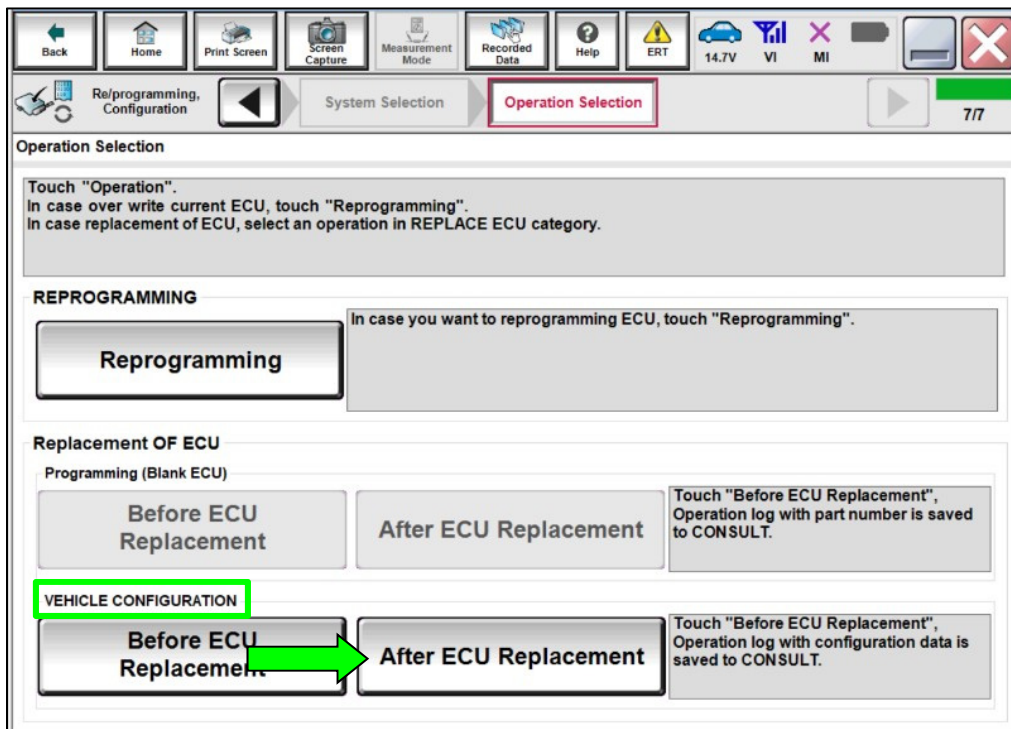 Back
Home
Print Screen
Screen
Capture
Measurement
Mode
Recorded
Data
Help
ERT
14.7V
VI
MI
Re/programming,
Configuration
System Selection
Operation Selection
7/7
Operation Selection
Touch "Operation".
In case over write current ECU, touch "Reprogramming".
In case replacement of ECU, select an operation in REPLACE ECU category.
REPROGRAMMING
Reprogramming
In case you want to reprogramming ECU, touch "Reprogramming".
Replacement OF ECU
Programming (Blank ECU)
Before ECU
Replacement
After ECU Replacement
Touch "Before ECU Replacement",
Operation log with part number is saved
to CONSULT.
VEHICLE CONFIGURATION
Before ECU
Replacement
After ECU Replacement
Touch "Before ECU Replacement",
Operation log with configuration data is
saved to CONSULT.